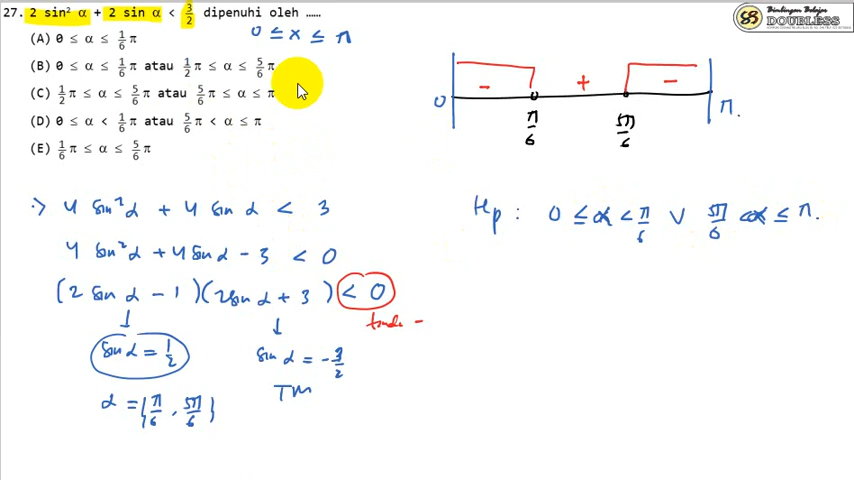 27. 2 sin² α + 2 sin α < 3/2 dipenuhi oleh ……
0 ≤ x ≤ π
(A) 0 ≤ α ≤ 1/6 π
(B) 0 ≤ α ≤ 1/6 π atau 1/2 π ≤ α ≤ 5/6 π
(C) 1/2 π ≤ α ≤ 5/6 π atau 5/6 π ≤ α ≤ π
(D) 0 ≤ α < 1/6 π atau 5/6 π < α ≤ π
(E) 1/6 π ≤ α ≤ 5/6 π
Bimbingan Belajar
DOUBLESS
- + -
0 π/6 5π/6 π.
∴ 4 sin²α + 4 sin α < 3
4 sin²α + 4 sin α - 3 < 0
(2 sin α - 1)(2 sin α + 3) < 0
tanda -
sin α = 1/2 sin α = -3/2
TM
α = {π/6, 5π/6}
Hp : 0 ≤ α < π/6 ∨ 5π/6 < α ≤ π.